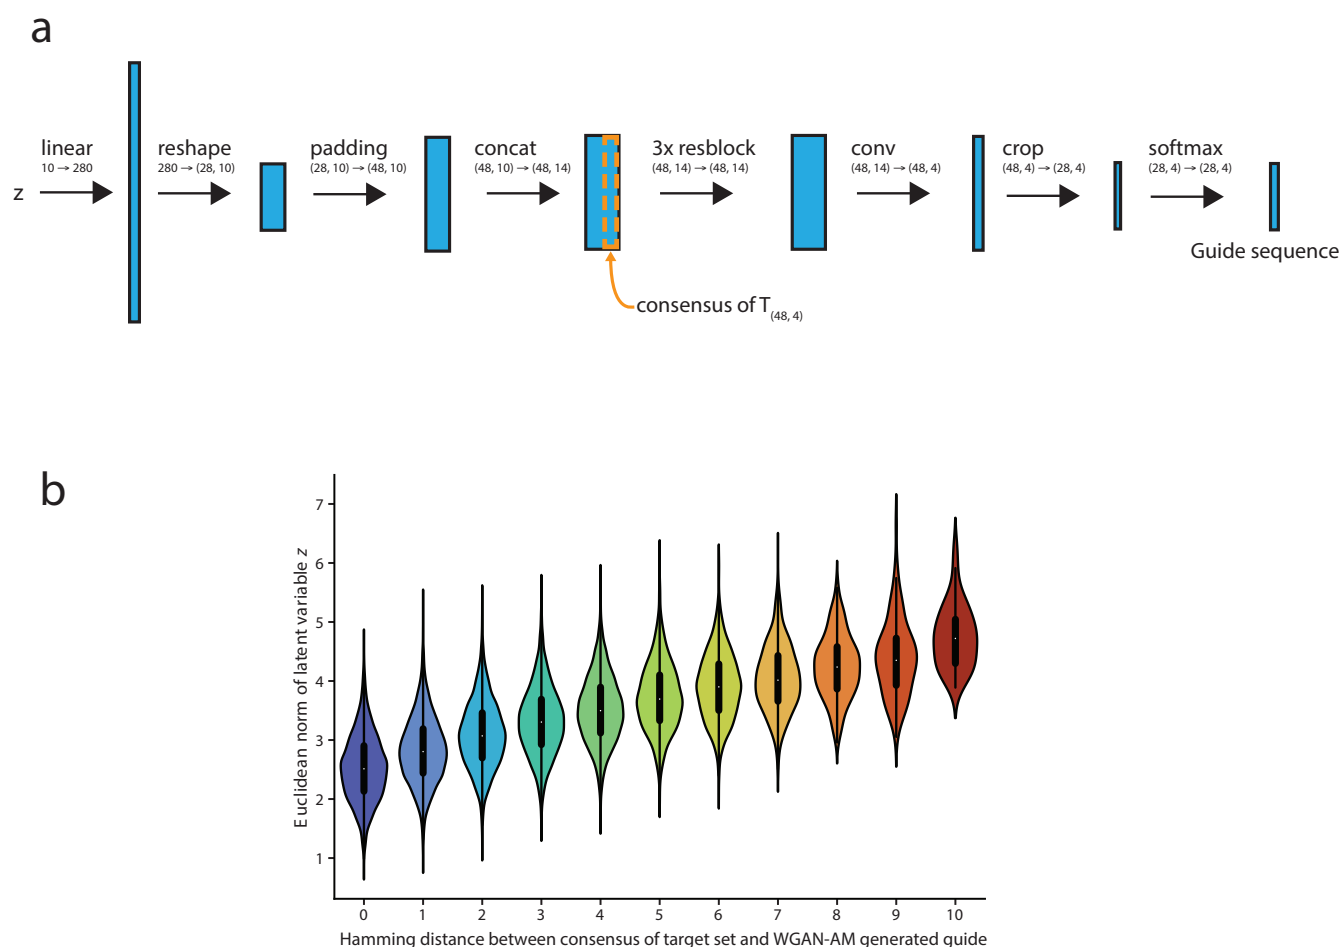 a
linear
10 → 280
reshape
280 → (28, 10)
padding
(28, 10) → (48, 10)
concat
(48, 10) → (48, 14)
3x resblock
(48, 14) → (48, 14)
conv
(48, 14) → (48, 4)
crop
(48, 4) → (28, 4)
softmax
(28, 4) → (28, 4)
z
Guide sequence
consensus of T(48, 4)
b
Euclidean norm of latent variable z
7
6
5
4
3
2
1
0 1 2 3 4 5 6 7 8 9 10
Hamming distance between consensus of target set and WGAN-AM generated guide